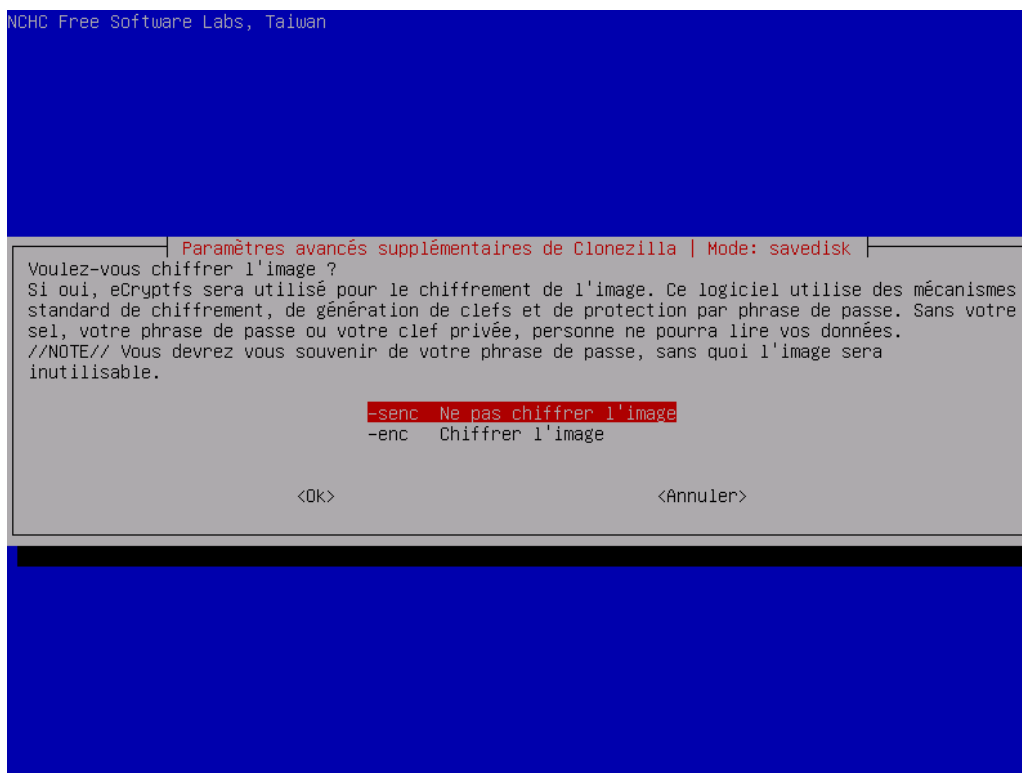 NCHC Free Software Labs, Taiwan
Paramètres avancés supplémentaires de Clonezilla | Mode: savedisk
Voulez-vous chiffrer l'image ?
Si oui, eCryptfs sera utilisé pour le chiffrement de l'image. Ce logiciel utilise des mécanismes
standard de chiffrement, de génération de clefs et de protection par phrase de passe. Sans votre
sel, votre phrase de passe ou votre clef privée, personne ne pourra lire vos données.
//NOTE// Vous devrez vous souvenir de votre phrase de passe, sans quoi l'image sera
inutilisable.
-senc Ne pas chiffrer l'image
-enc Chiffrer l'image
<Ok> <Annuler>